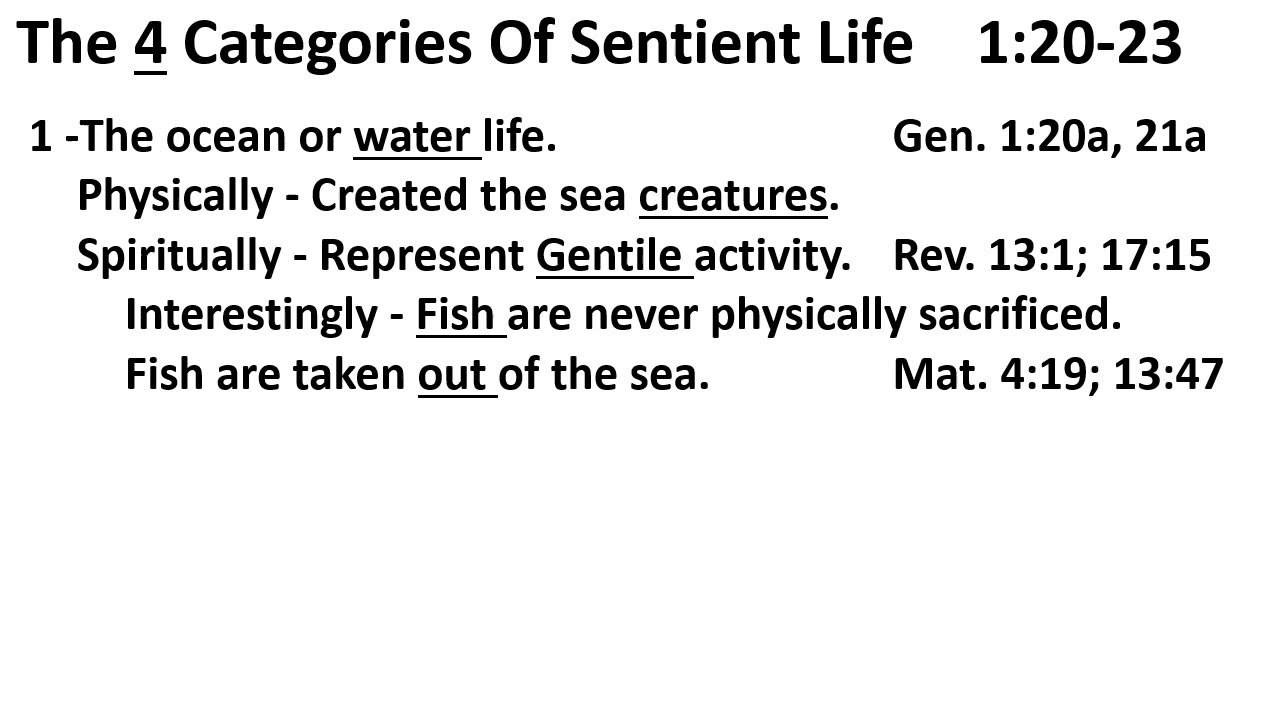 The 4 Categories Of Sentient Life 1:20-23
1 -The ocean or water life. Gen. 1:20a, 21a
Physically - Created the sea creatures.
Spiritually - Represent Gentile activity. Rev. 13:1; 17:15
Interestingly - Fish are never physically sacrificed.
Fish are taken out of the sea. Mat. 4:19; 13:47